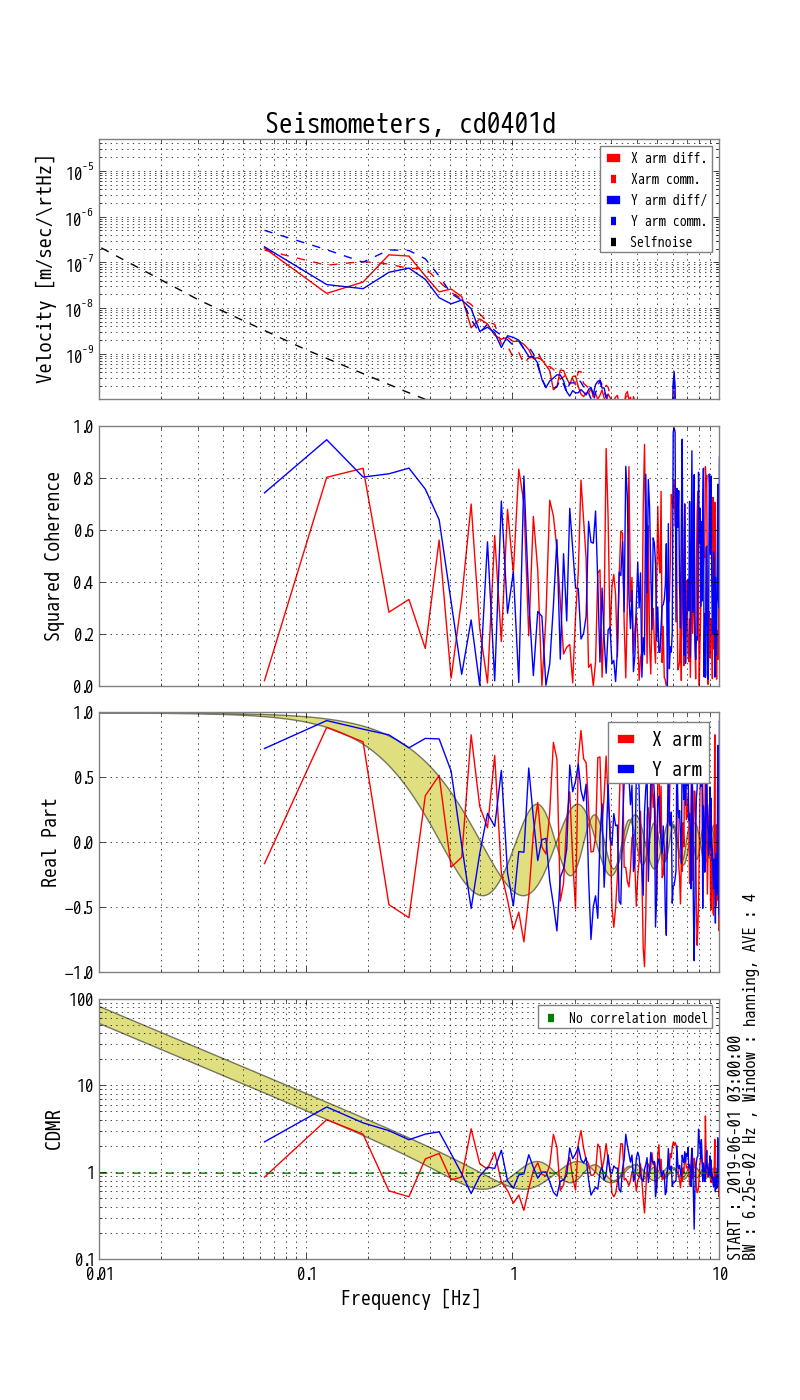 Seismometers, cd0401d
Velocity [m/sec/\rtHz]
10-5
10-6
10-7
10-8
10-9
X arm diff.
Xarm comm.
Y arm diff/
Y arm comm.
Selfnoise
Squared Coherence
1.0
0.8
0.6
0.4
0.2
0.0
Real Part
1.0
0.5
0.0
−0.5
−1.0
X arm
Y arm
CDMR
100
10
1
0.1
No correlation model
0.01
0.1
1
10
Frequency [Hz]
START : 2019-06-01 03:00:00
BW : 6.25e-02 Hz , Window : hanning, AVE : 4